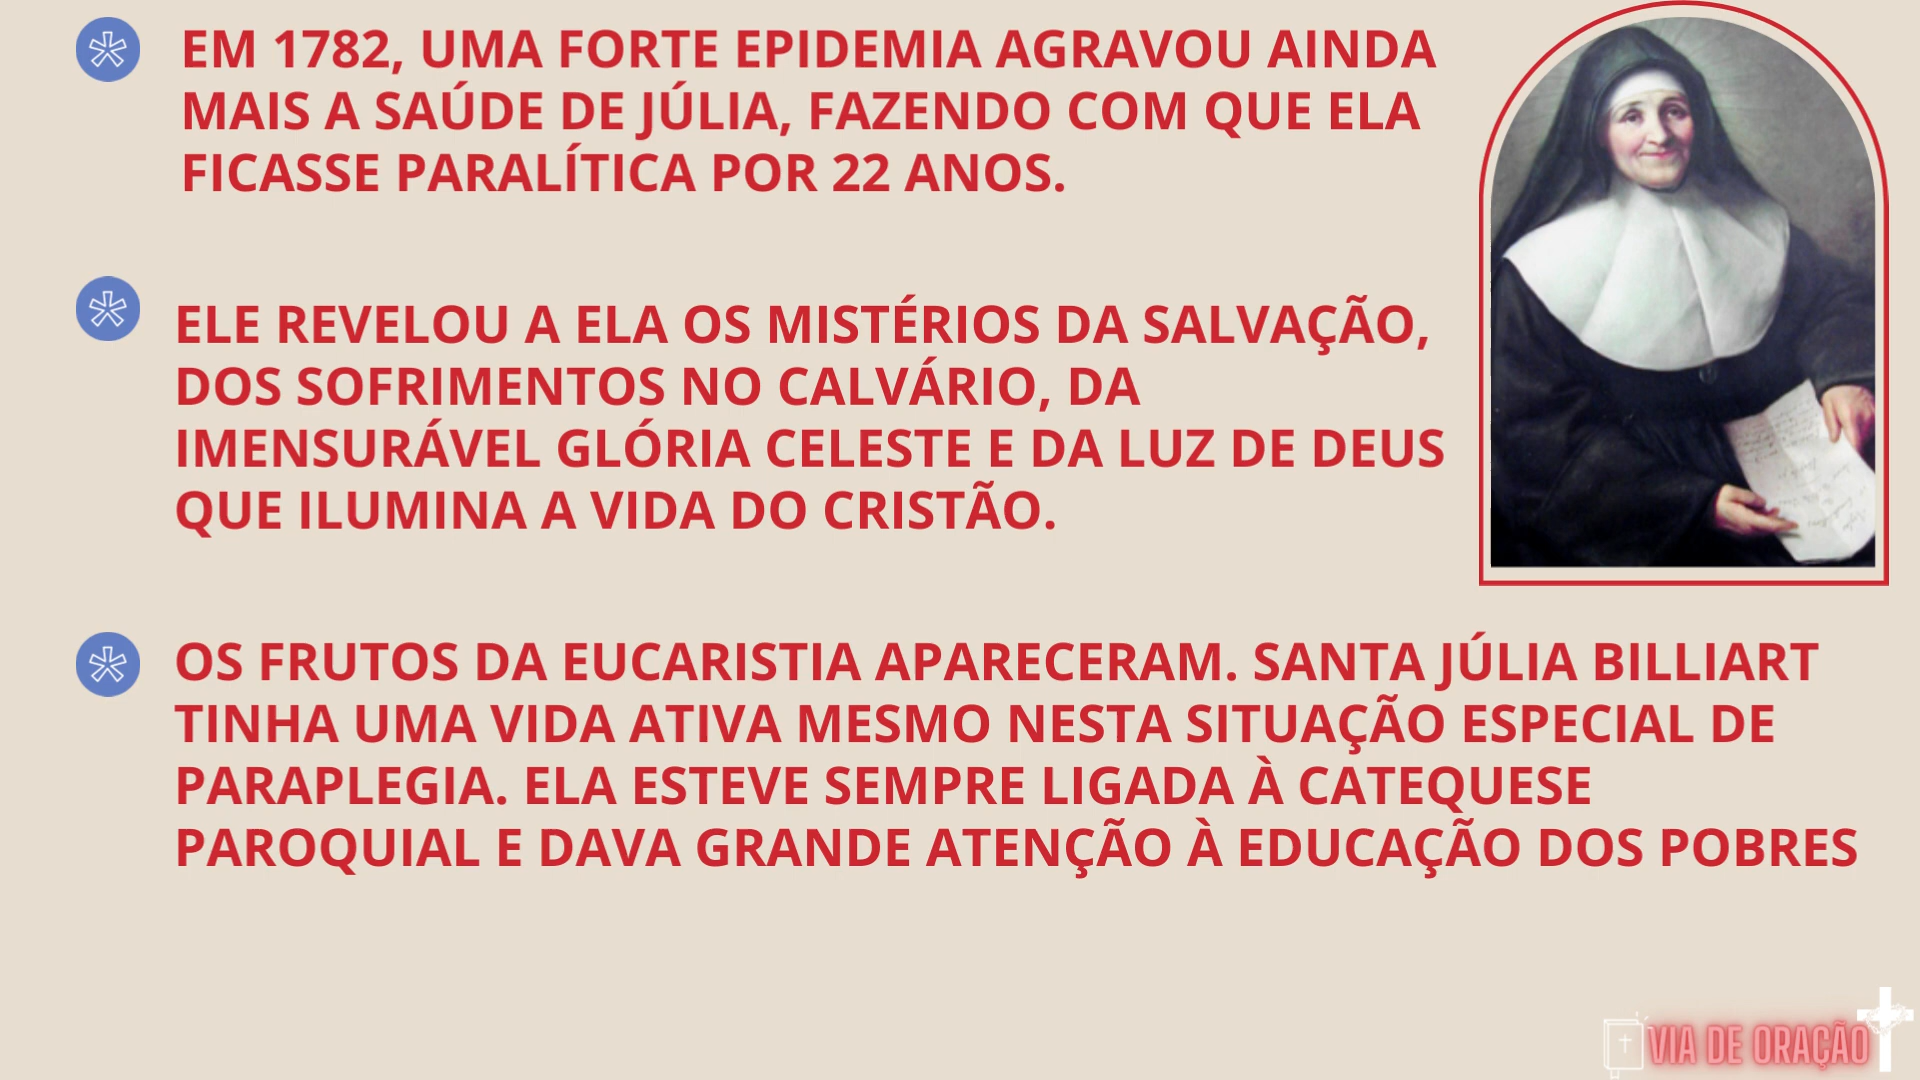 EM 1782, UMA FORTE EPIDEMIA AGRAVOU AINDA
MAIS A SAÚDE DE JÚLIA, FAZENDO COM QUE ELA
FICASSE PARALÍTICA POR 22 ANOS.
ELE REVELOU A ELA OS MISTÉRIOS DA SALVAÇÃO,
DOS SOFRIMENTOS NO CALVÁRIO, DA
IMENSURÁVEL GLÓRIA CELESTE E DA LUZ DE DEUS
QUE ILUMINA A VIDA DO CRISTÃO.
OS FRUTOS DA EUCARISTIA APARECERAM. SANTA JÚLIA BILLIART
TINHA UMA VIDA ATIVA MESMO NESTA SITUAÇÃO ESPECIAL DE
PARAPLEGIA. ELA ESTEVE SEMPRE LIGADA À CATEQUESE
PAROQUIAL E DAVA GRANDE ATENÇÃO À EDUCAÇÃO DOS POBRES
VIA DE ORAÇÃO